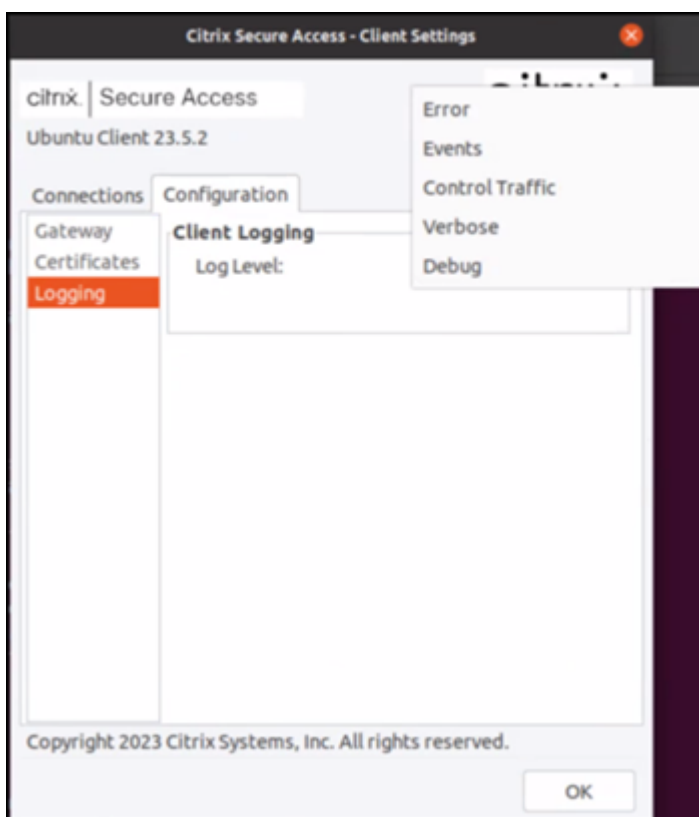 Citrix Secure Access - Client Settings
citrix. Secure Access
Ubuntu Client 23.5.2
Connections Configuration
Gateway
Certificates
Logging
Client Logging
Log Level:
Error
Events
Control Traffic
Verbose
Debug
Copyright 2023 Citrix Systems, Inc. All rights reserved.
OK